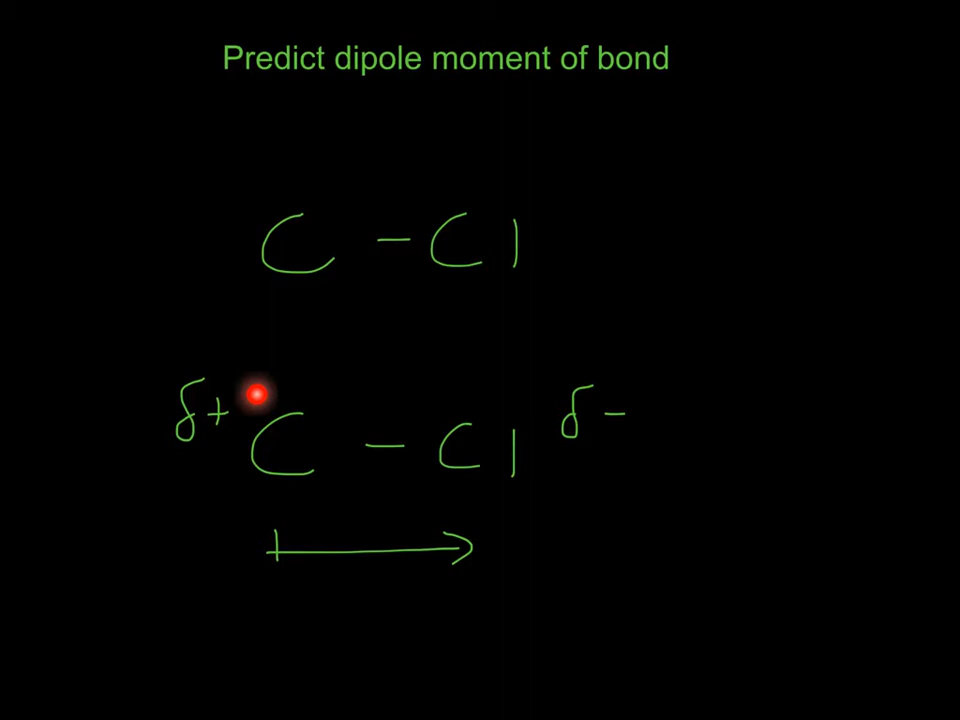 Predict dipole moment of bond
C - Cl
δ+ C - Cl δ-